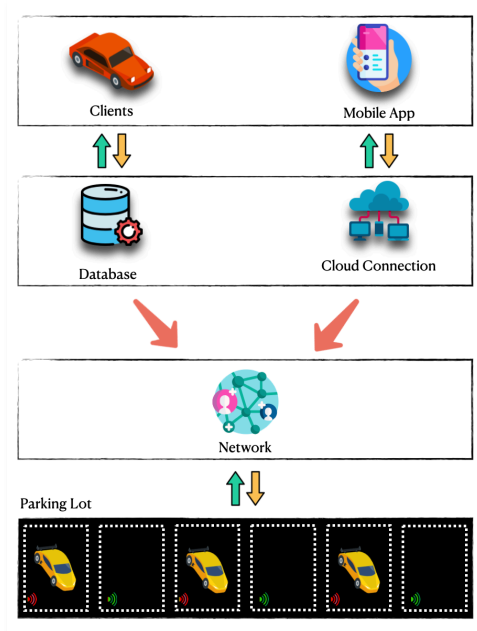 Clients
Mobile App
Database
Cloud Connection
Network
Parking Lot